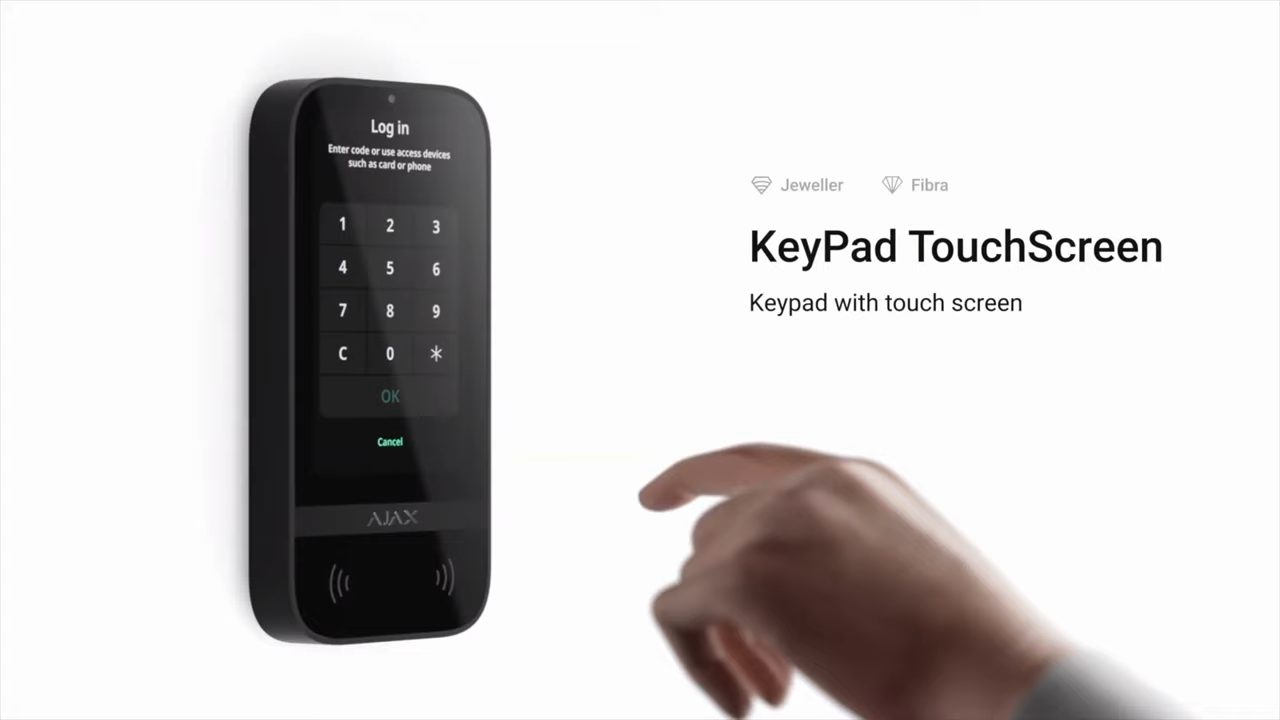 Log in
Enter code or use access devices
such as card or phone
1 2 3
4 5 6
7 8 9
C 0 *
OK
Cancel
AJAX
Jeweller Fibra
KeyPad TouchScreen
Keypad with touch screen